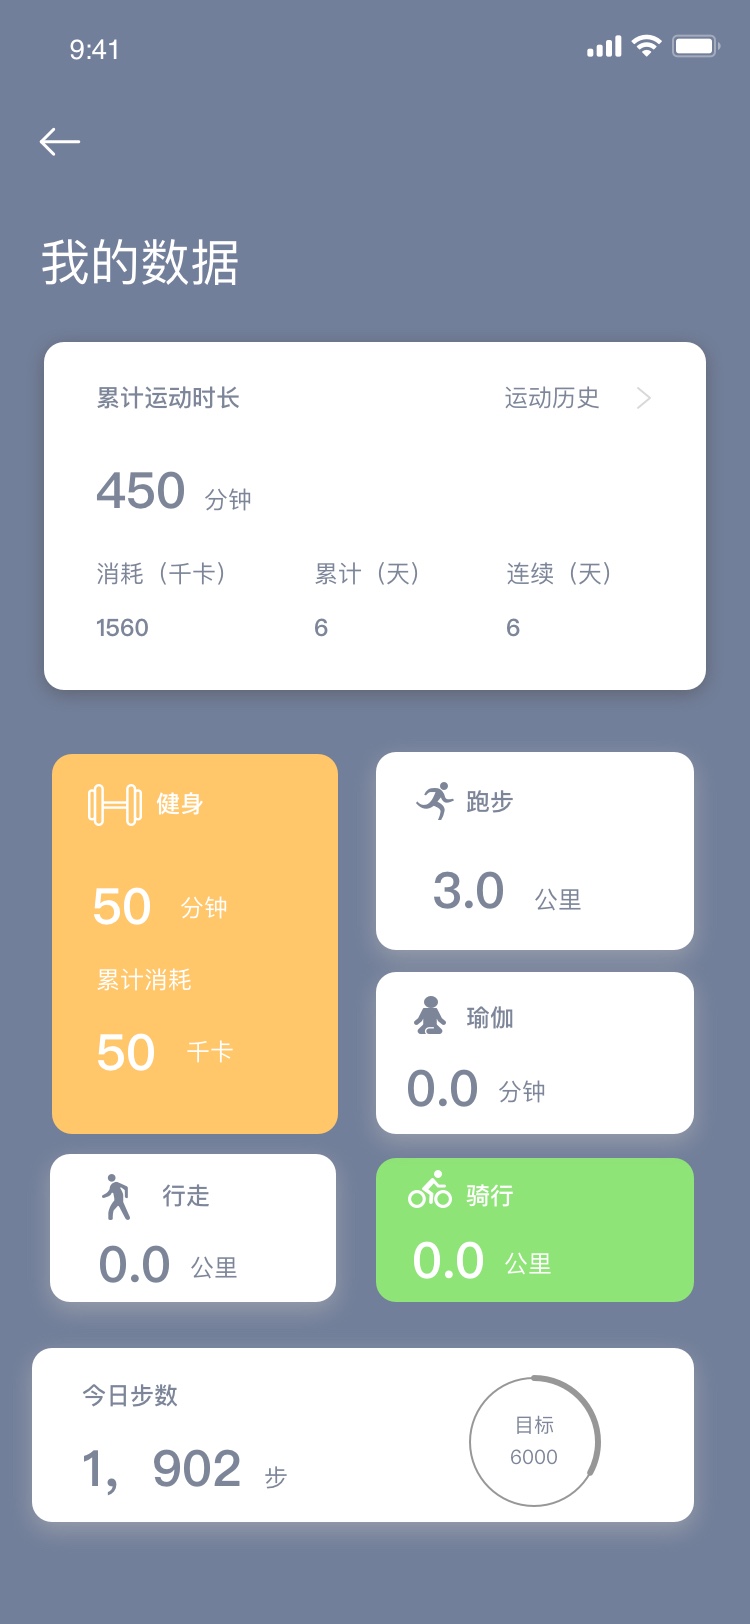 9:41
我的数据
累计运动时长 运动历史
450 分钟
消耗（千卡） 累计（天） 连续（天）
1560 6 6
健身
50 分钟
累计消耗
50 千卡
跑步
3.0 公里
瑜伽
0.0 分钟
行走
0.0 公里
骑行
0.0 公里
今日步数
1，902 步
目标
6000